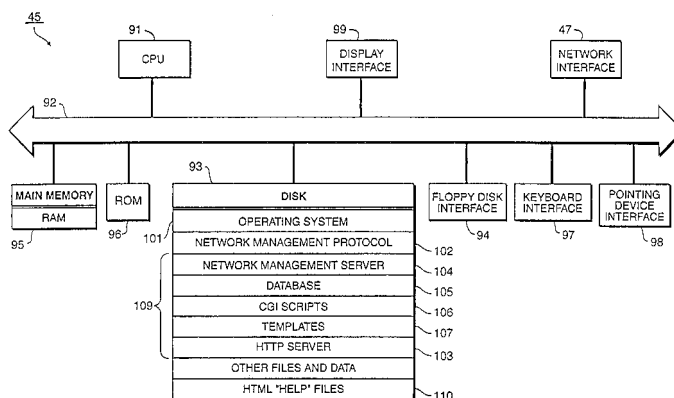 45
91
CPU
99
DISPLAY
INTERFACE
47
NETWORK
INTERFACE
92
MAIN MEMORY
RAM
95
ROM
96
93
DISK
101
OPERATING SYSTEM
NETWORK MANAGEMENT PROTOCOL
102
NETWORK MANAGEMENT SERVER
104
DATABASE
105
109
CGI SCRIPTS
106
TEMPLATES
107
HTTP SERVER
103
OTHER FILES AND DATA
HTML "HELP" FILES
110
FLOPPY DISK
INTERFACE
94
KEYBOARD
INTERFACE
97
POINTING
DEVICE
INTERFACE
98